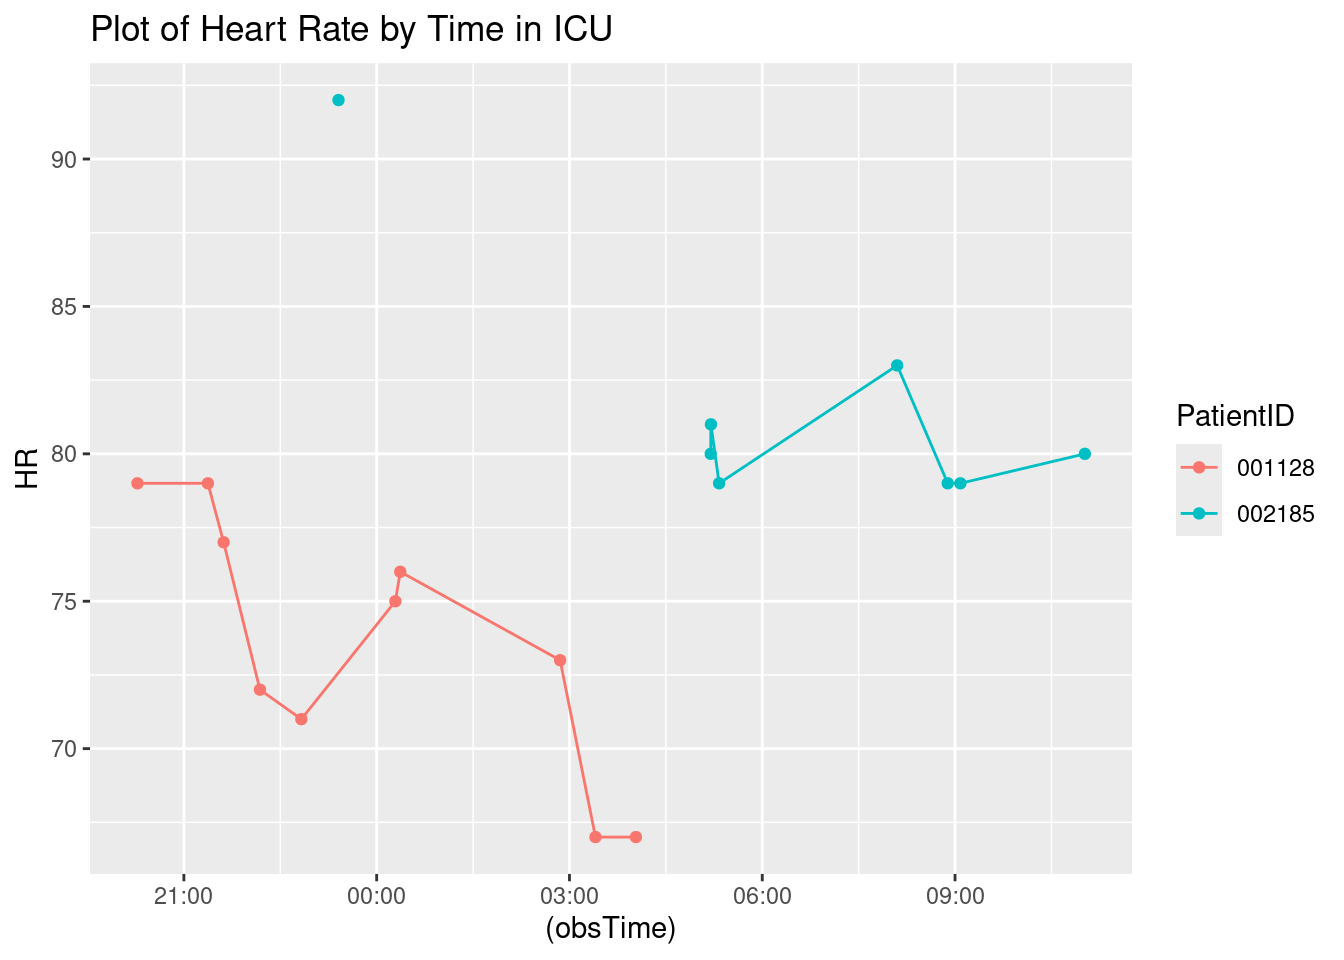 Plot of Heart Rate by Time in ICU
90
85
80
75
70
HR
21:00 00:00 03:00 06:00 09:00
(obsTime)
PatientID
001128
002185